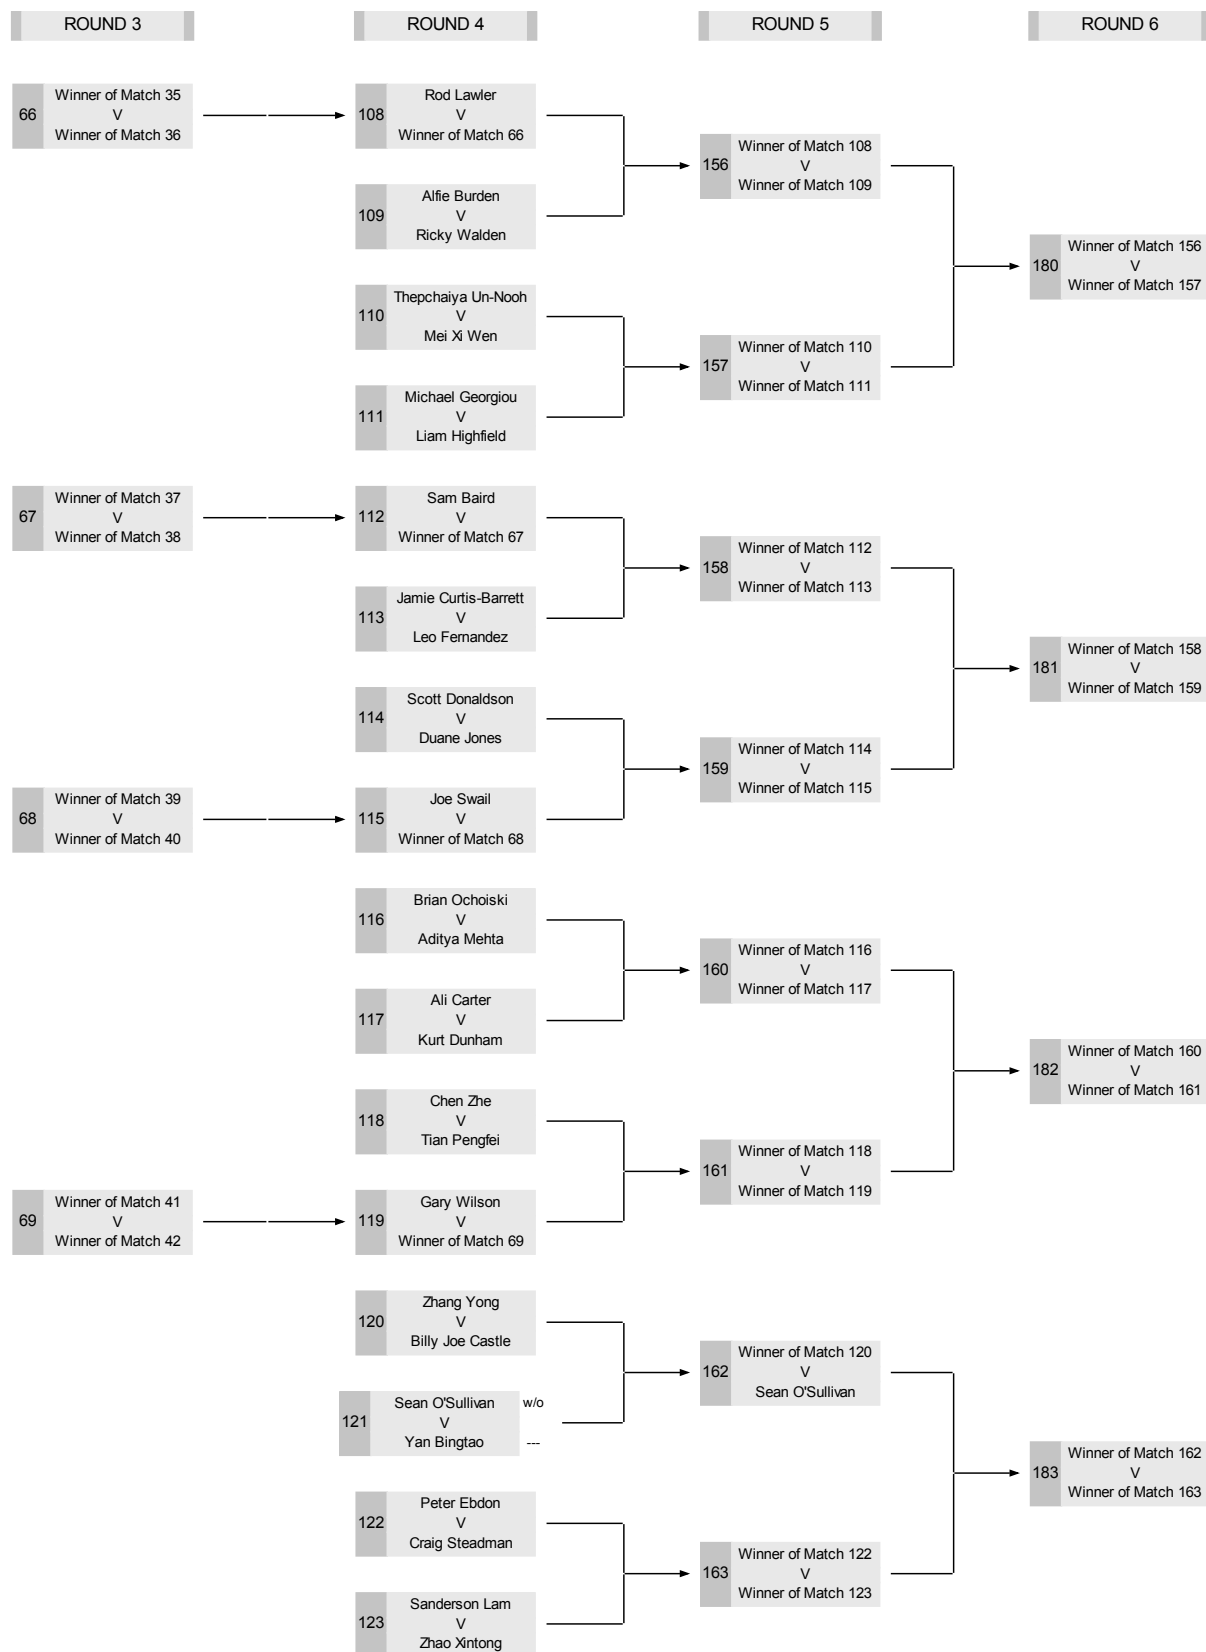 ROUND 3
ROUND 4
ROUND 5
ROUND 6
66
Winner of Match 35
V
Winner of Match 36
67
Winner of Match 37
V
Winner of Match 38
68
Winner of Match 39
V
Winner of Match 40
69
Winner of Match 41
V
Winner of Match 42
108
Rod Lawler
V
Winner of Match 66
109
Alfie Burden
V
Ricky Walden
110
Thepchaiya Un-Nooh
V
Mei Xi Wen
111
Michael Georgiou
V
Liam Highfield
112
Sam Baird
V
Winner of Match 67
113
Jamie Curtis-Barrett
V
Leo Fernandez
114
Scott Donaldson
V
Duane Jones
115
Joe Swail
V
Winner of Match 68
116
Brian Ochoiski
V
Aditya Mehta
117
Ali Carter
V
Kurt Dunham
118
Chen Zhe
V
Tian Pengfei
119
Gary Wilson
V
Winner of Match 69
120
Zhang Yong
V
Billy Joe Castle
121
Sean O'Sullivan w/o
V
Yan Bingtao ---
122
Peter Ebdon
V
Craig Steadman
123
Sanderson Lam
V
Zhao Xintong
156
Winner of Match 108
V
Winner of Match 109
157
Winner of Match 110
V
Winner of Match 111
158
Winner of Match 112
V
Winner of Match 113
159
Winner of Match 114
V
Winner of Match 115
160
Winner of Match 116
V
Winner of Match 117
161
Winner of Match 118
V
Winner of Match 119
162
Winner of Match 120
V
Sean O'Sullivan
163
Winner of Match 122
V
Winner of Match 123
180
Winner of Match 156
V
Winner of Match 157
181
Winner of Match 158
V
Winner of Match 159
182
Winner of Match 160
V
Winner of Match 161
183
Winner of Match 162
V
Winner of Match 163